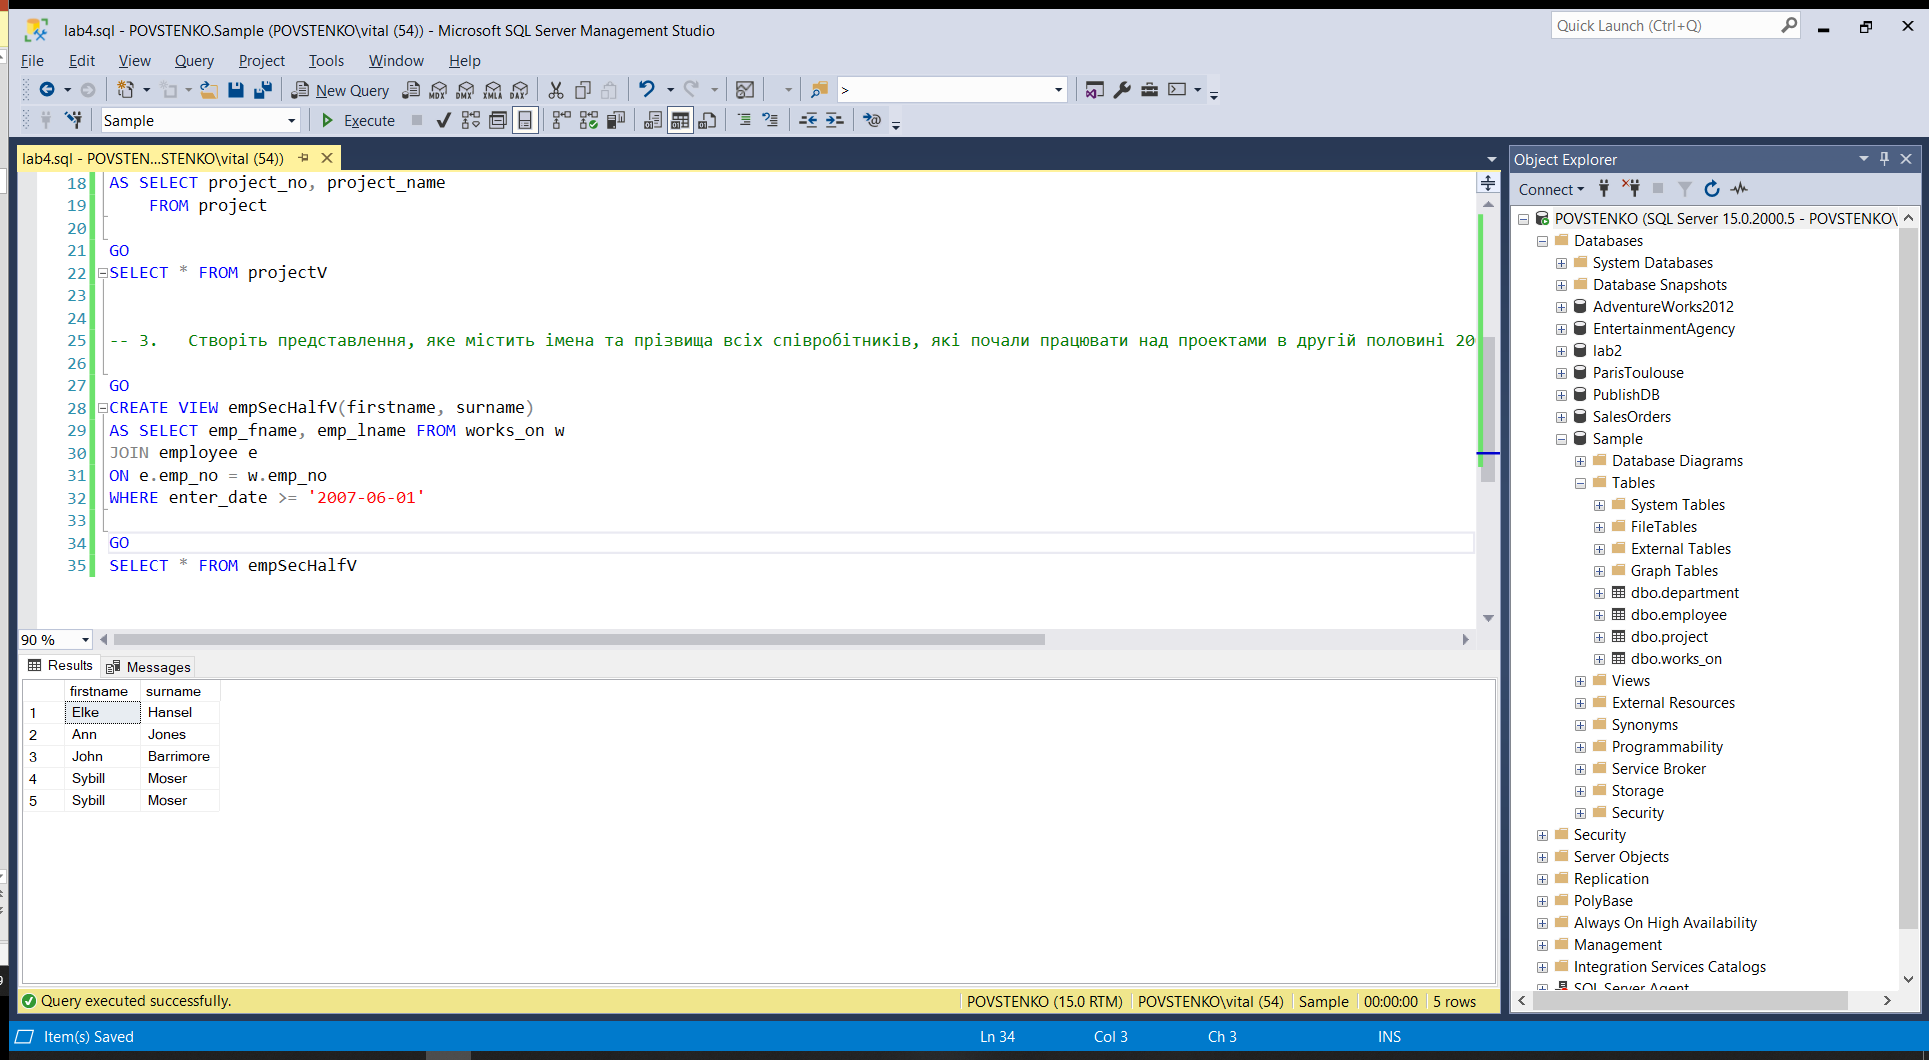 lab4.sql - POVSTENKO.Sample (POVSTENKO\vital (54)) - Microsoft SQL Server Management Studio
Quick Launch (Ctrl+Q)
File Edit View Query Project Tools Window Help
New Query MDX DMX XMLA DAX >
Sample Execute
lab4.sql - POVSTEN...STENKO\vital (54))
18 AS SELECT project_no, project_name
19 FROM project
20
21 GO
22 SELECT * FROM projectV
23
24
25 -- 3. Створіть представлення, яке містить імена та прізвища всіх співробітників, які почали працювати над проектами в другій половині 20
26
27 GO
28 CREATE VIEW empSecHalfV(firstname, surname)
29 AS SELECT emp_fname, emp_lname FROM works_on w
30 JOIN employee e
31 ON e.emp_no = w.emp_no
32 WHERE enter_date >= '2007-06-01'
33
34 GO
35 SELECT * FROM empSecHalfV
90 %
Results Messages
firstname surname
1 Elke Hansel
2 Ann Jones
3 John Barrimore
4 Sybill Moser
5 Sybill Moser
Query executed successfully. POVSTENKO (15.0 RTM) POVSTENKO\vital (54) Sample 00:00:00 5 rows
Object Explorer
Connect
POVSTENKO (SQL Server 15.0.2000.5 - POVSTENKO\
Databases
System Databases
Database Snapshots
AdventureWorks2012
EntertainmentAgency
lab2
ParisToulouse
PublishDB
SalesOrders
Sample
Database Diagrams
Tables
System Tables
FileTables
External Tables
Graph Tables
dbo.department
dbo.employee
dbo.project
dbo.works_on
Views
External Resources
Synonyms
Programmability
Service Broker
Storage
Security
Security
Server Objects
Replication
PolyBase
Always On High Availability
Management
Integration Services Catalogs
SQL Server Agent
Item(s) Saved Ln 34 Col 3 Ch 3 INS